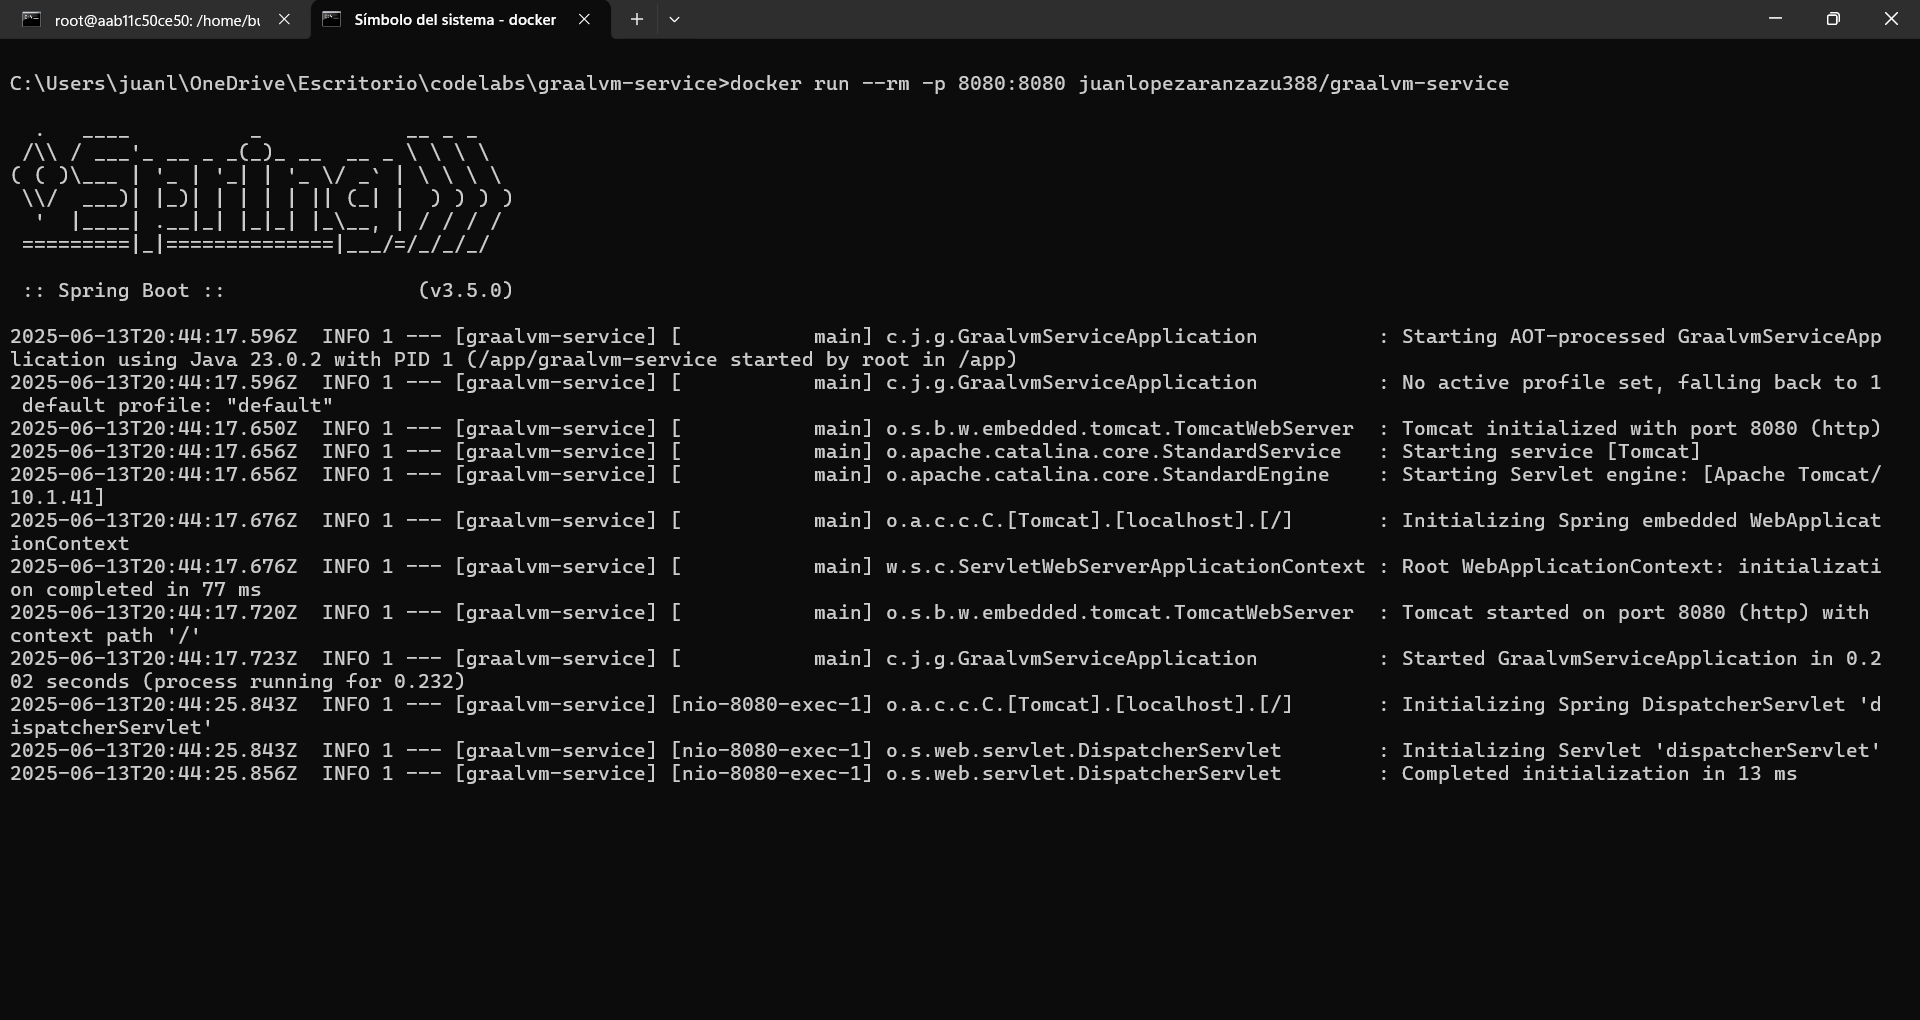 root@aab11c50ce50: /home/bu
Símbolo del sistema - docker
C:\Users\juanl\OneDrive\Escritorio\codelabs\graalvm-service>docker run --rm -p 8080:8080 juanlopezaranzazu388/graalvm-service
  .   ____          _            __ _ _
 /\\ / ___'_ __ _ _(_)_ __  __ _ \ \ \ \
( ( )\___ | '_ | '_| | '_ \/ _` | \ \ \ \
 \\/  ___)| |_)| | | | | || (_| |  ) ) ) )
  '  |____| .__|_| |_|_| |_\__, | / / / /
 =========|_|==============|___/=/_/_/_/
 :: Spring Boot ::                (v3.5.0)
2025-06-13T20:44:17.596Z  INFO 1 --- [graalvm-service] [           main] c.j.g.GraalvmServiceApplication          : Starting AOT-processed GraalvmServiceApp
lication using Java 23.0.2 with PID 1 (/app/graalvm-service started by root in /app)
2025-06-13T20:44:17.596Z  INFO 1 --- [graalvm-service] [           main] c.j.g.GraalvmServiceApplication          : No active profile set, falling back to 1
 default profile: "default"
2025-06-13T20:44:17.650Z  INFO 1 --- [graalvm-service] [           main] o.s.b.w.embedded.tomcat.TomcatWebServer  : Tomcat initialized with port 8080 (http)
2025-06-13T20:44:17.656Z  INFO 1 --- [graalvm-service] [           main] o.apache.catalina.core.StandardService   : Starting service [Tomcat]
2025-06-13T20:44:17.656Z  INFO 1 --- [graalvm-service] [           main] o.apache.catalina.core.StandardEngine    : Starting Servlet engine: [Apache Tomcat/
10.1.41]
2025-06-13T20:44:17.676Z  INFO 1 --- [graalvm-service] [           main] o.a.c.c.C.[Tomcat].[localhost].[/]       : Initializing Spring embedded WebApplicat
ionContext
2025-06-13T20:44:17.676Z  INFO 1 --- [graalvm-service] [           main] w.s.c.ServletWebServerApplicationContext : Root WebApplicationContext: initializati
on completed in 77 ms
2025-06-13T20:44:17.720Z  INFO 1 --- [graalvm-service] [           main] o.s.b.w.embedded.tomcat.TomcatWebServer  : Tomcat started on port 8080 (http) with
context path '/'
2025-06-13T20:44:17.723Z  INFO 1 --- [graalvm-service] [           main] c.j.g.GraalvmServiceApplication          : Started GraalvmServiceApplication in 0.2
02 seconds (process running for 0.232)
2025-06-13T20:44:25.843Z  INFO 1 --- [graalvm-service] [nio-8080-exec-1] o.a.c.c.C.[Tomcat].[localhost].[/]       : Initializing Spring DispatcherServlet 'd
ispatcherServlet'
2025-06-13T20:44:25.843Z  INFO 1 --- [graalvm-service] [nio-8080-exec-1] o.s.web.servlet.DispatcherServlet        : Initializing Servlet 'dispatcherServlet'
2025-06-13T20:44:25.856Z  INFO 1 --- [graalvm-service] [nio-8080-exec-1] o.s.web.servlet.DispatcherServlet        : Completed initialization in 13 ms